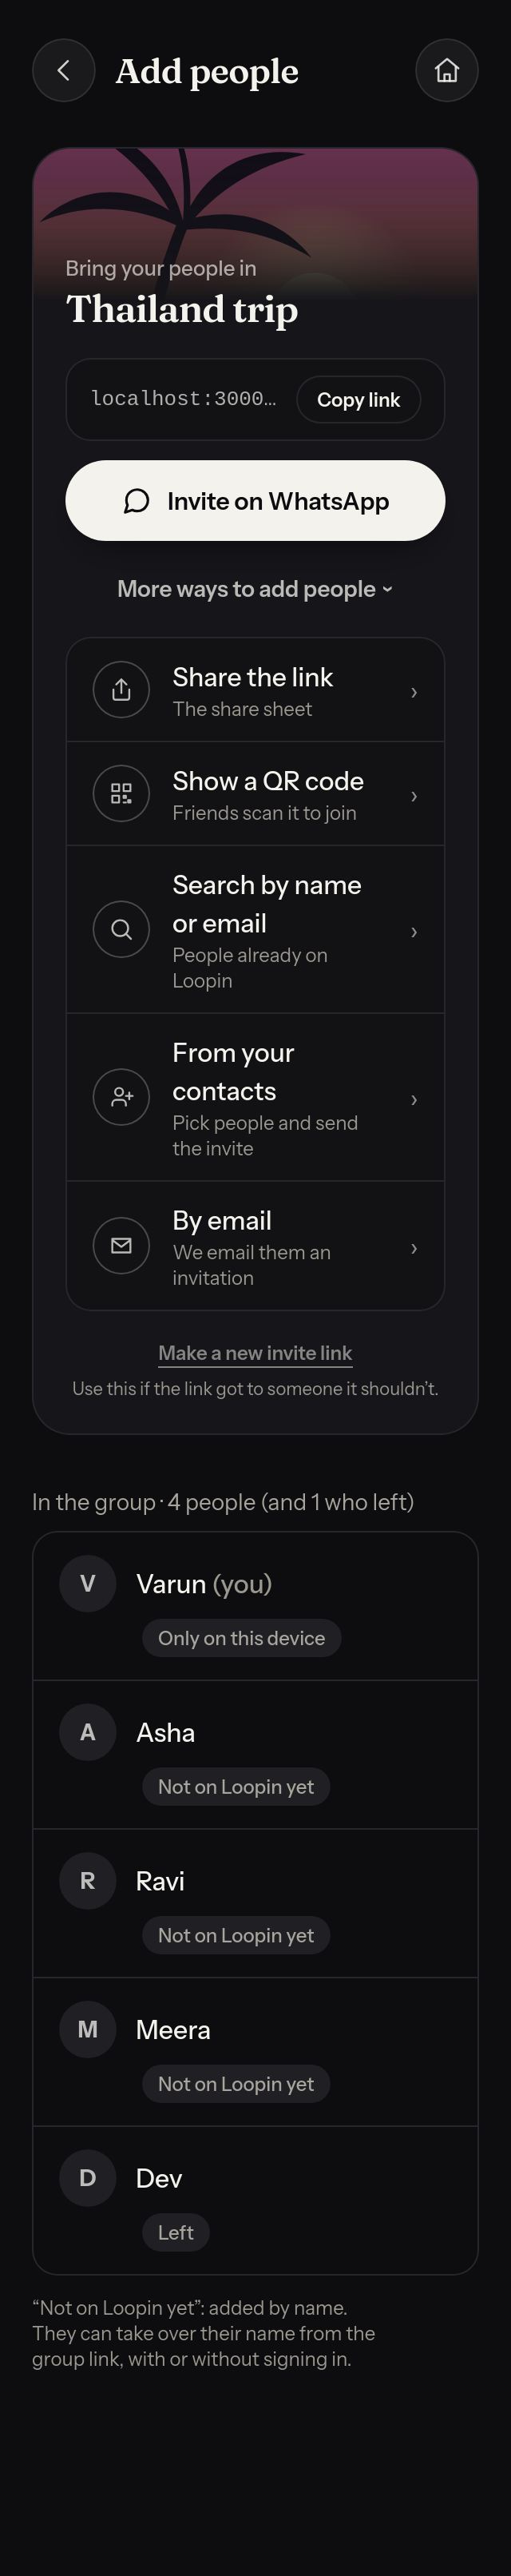 Add people
Bring your people in
Thailand trip
localhost:3000…
Copy link
Invite on WhatsApp
More ways to add people
Share the link
The share sheet
Show a QR code
Friends scan it to join
Search by name
or email
People already on
Loopin
From your
contacts
Pick people and send
the invite
By email
We email them an
invitation
Make a new invite link
Use this if the link got to someone it shouldn’t.
In the group · 4 people (and 1 who left)
V
Varun (you)
Only on this device
A
Asha
Not on Loopin yet
R
Ravi
Not on Loopin yet
M
Meera
Not on Loopin yet
D
Dev
Left
“Not on Loopin yet”: added by name.
They can take over their name from the
group link, with or without signing in.